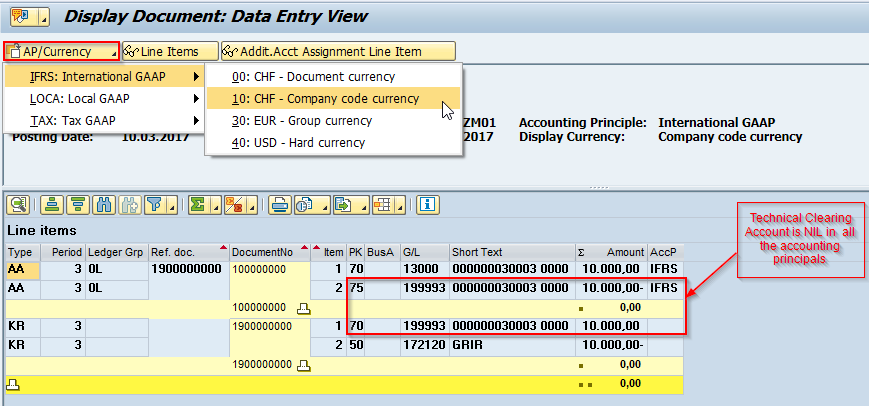 Display Document: Data Entry View
AP/Currency Line Items Addit.Acct Assignment Line Item
IFRS: International GAAP
LOCA: Local GAAP
TAX: Tax GAAP
00: CHF - Document currency
10: CHF - Company code currency
30: EUR - Group currency
40: USD - Hard currency
ZM01 Accounting Principle: International GAAP
Posting Date: 10.03.2017 2017 Display Currency: Company code currency
Technical Clearing
Account is NIL in all
the accounting
principals
Line items
Type Period Ledger Grp Ref. doc. DocumentNo Item PK BusA G/L Short Text Σ Amount AccP
AA 3 0L 1900000000 100000000 1 70 13000 000000030003 0000 10.000,00 IFRS
AA 3 0L 2 75 199993 000000030003 0000 10.000,00- IFRS
100000000 0,00
KR 3 1900000000 1 70 199993 000000030003 0000 10.000,00
KR 3 2 50 172120 GRIR 10.000,00-
1900000000 0,00
0,00